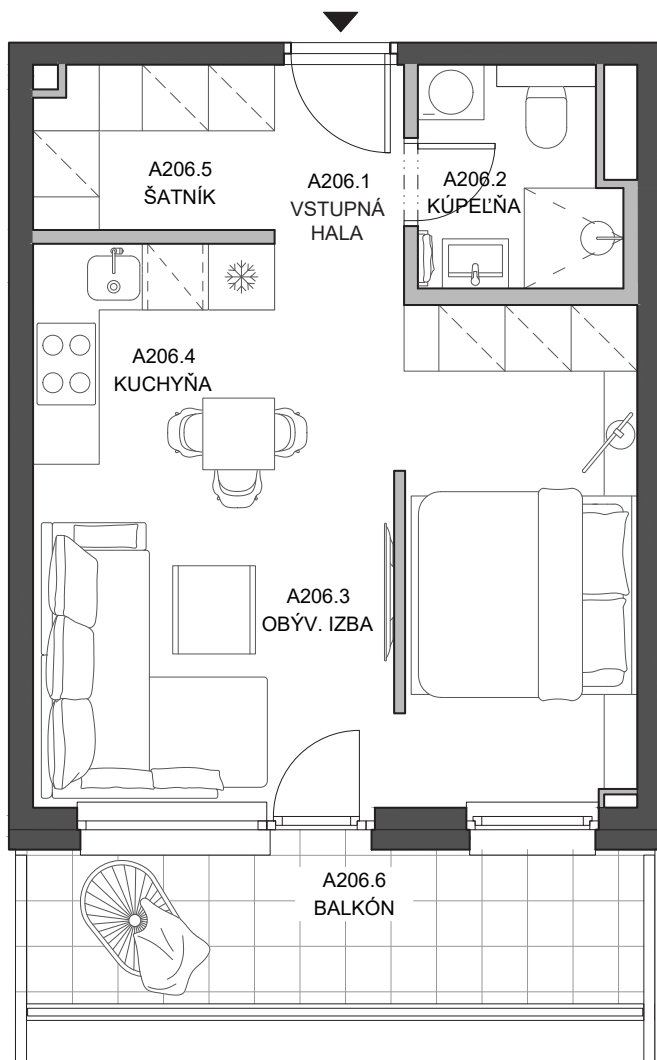 A206.5
ŠATNÍK
A206.1
VSTUPNÁ
HALA
A206.2
KÚPEĽŇA
A206.4
KUCHYŇA
A206.3
OBÝV. IZBA
A206.6
BALKÓN